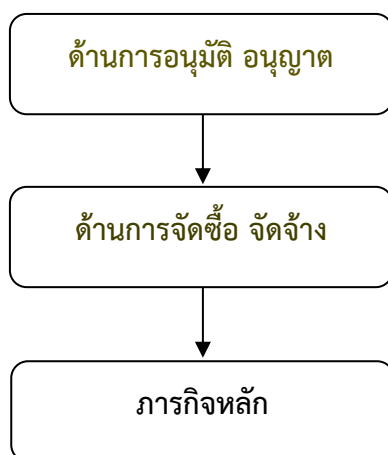 ด้านการอนุมัติ อนุญาต
ด้านการจัดซื้อ จัดจ้าง
ภารกิจหลัก